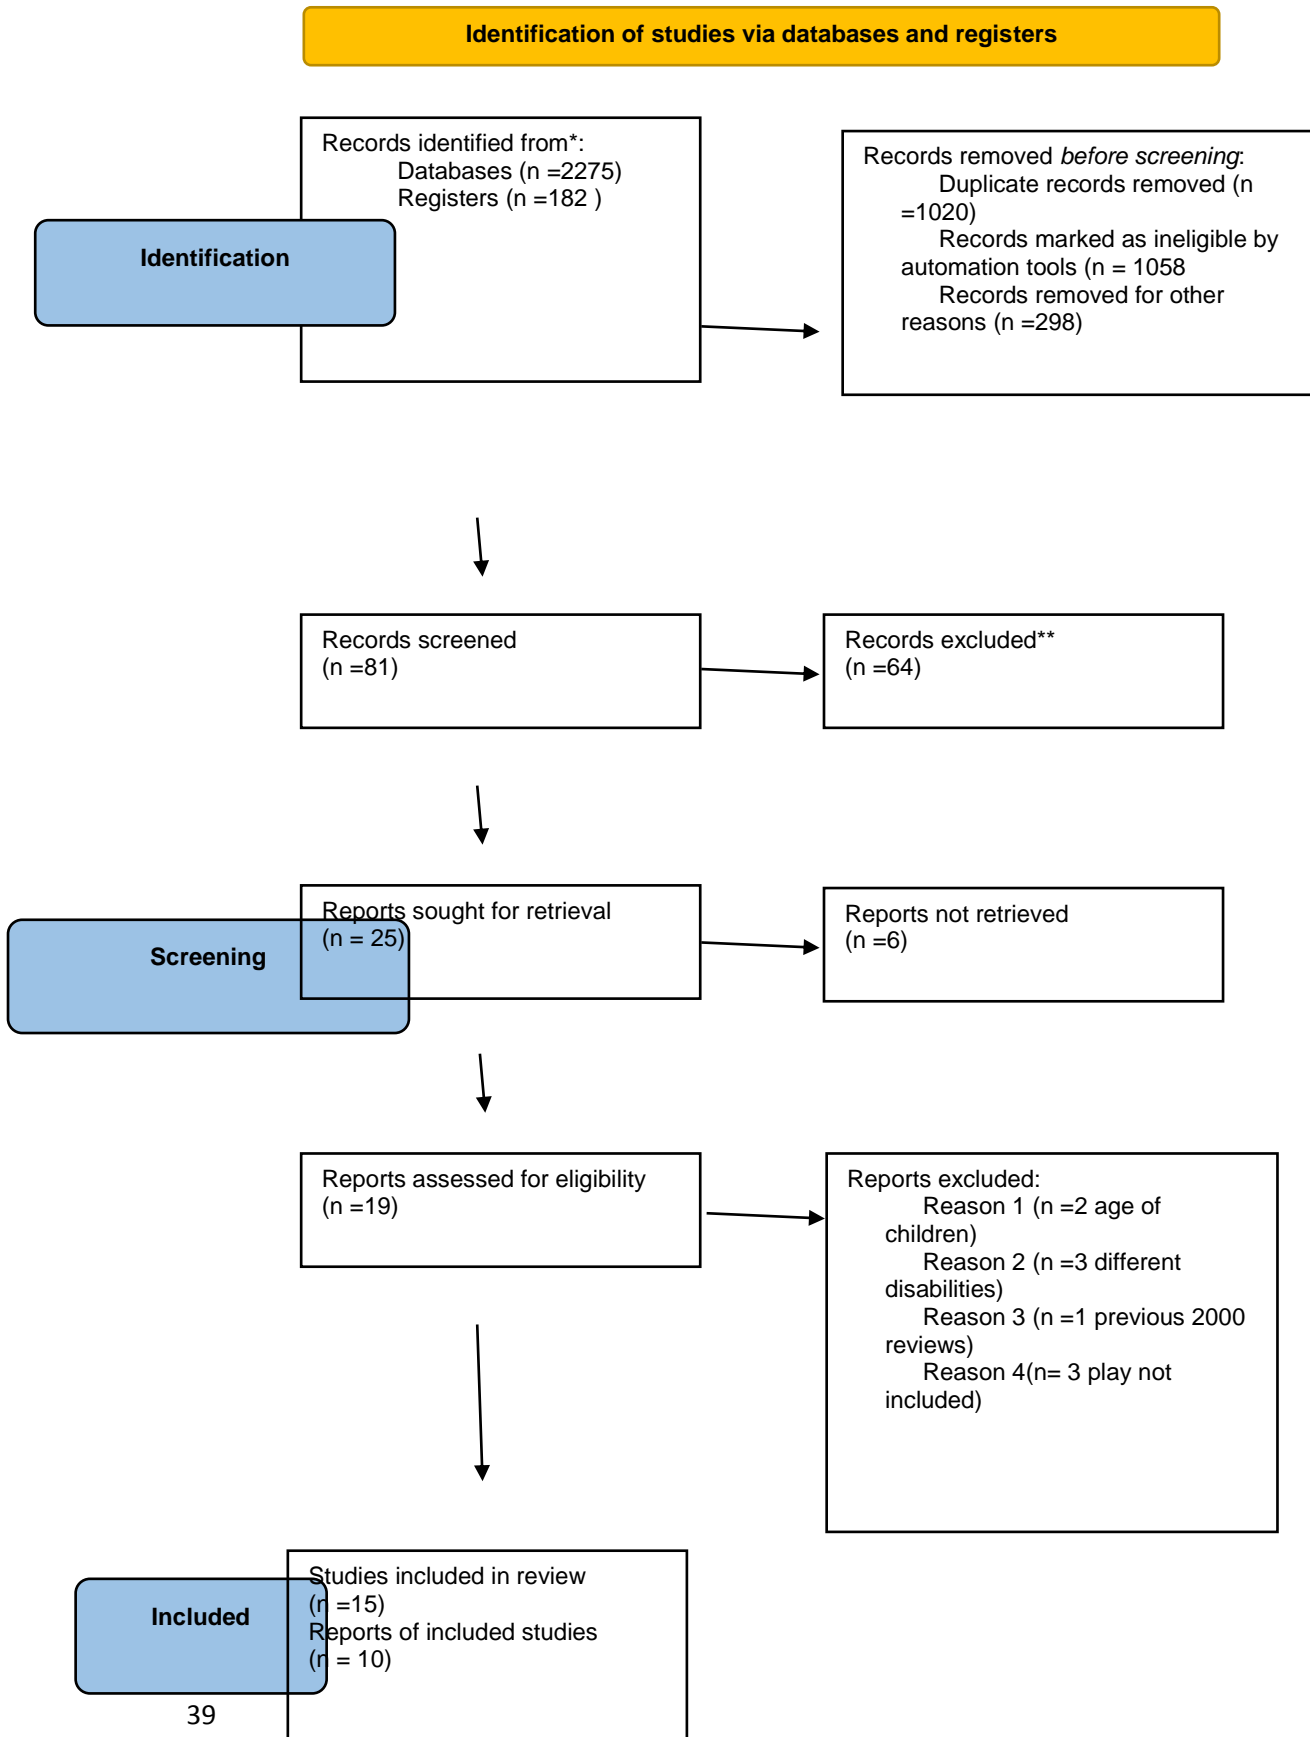 Identification of studies via databases and registers
Records identified from*:
Databases (n =2275)
Registers (n =182 )
Records removed before screening:
Duplicate records removed (n
=1020)
Records marked as ineligible by
automation tools (n = 1058
Records removed for other
reasons (n =298)
Identification
Records screened
(n =81)
Records excluded**
(n =64)
Reports sought for retrieval
(n = 25)
Reports not retrieved
(n =6)
Screening
Reports assessed for eligibility
(n =19)
Reports excluded:
Reason 1 (n =2 age of
children)
Reason 2 (n =3 different
disabilities)
Reason 3 (n =1 previous 2000
reviews)
Reason 4(n= 3 play not
included)
Studies included in review
(n =15)
Reports of included studies
(n = 10)
Included
39